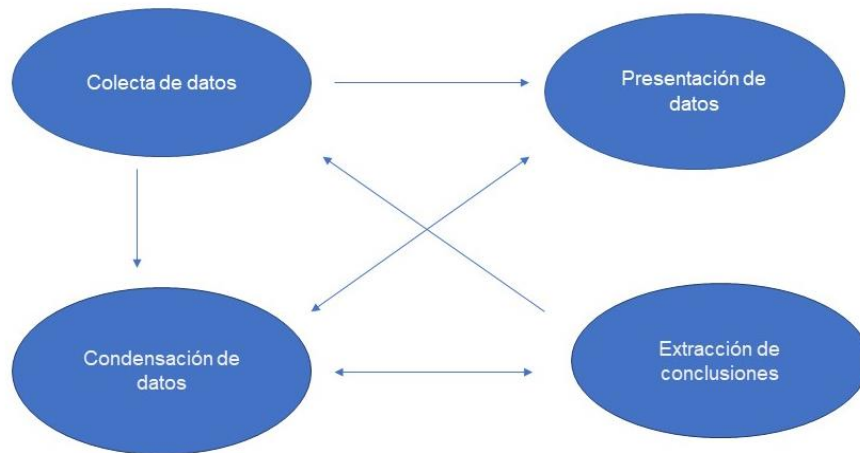 Colecta de datos
Presentación de
datos
Condensación de
datos
Extracción de
conclusiones